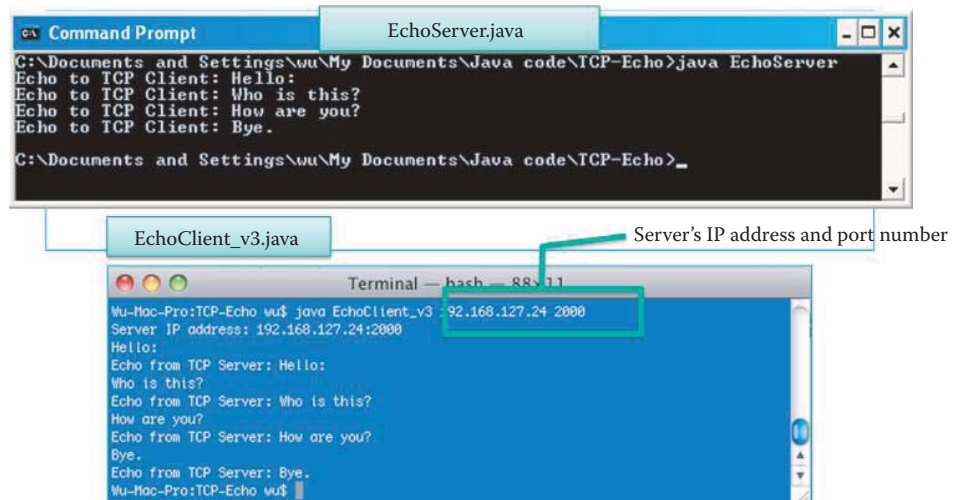 Command Prompt
EchoServer.java
C:\Documents and Settings\wu\My Documents\Java code\TCP-Echo>java EchoServer
Echo to TCP Client: Hello:
Echo to TCP Client: Who is this?
Echo to TCP Client: How are you?
Echo to TCP Client: Bye.
C:\Documents and Settings\wu\My Documents\Java code\TCP-Echo>_
EchoClient_v3.java
Server's IP address and port number
Terminal — bash — 88×11
Wu-Mac-Pro:TCP-Echo wu$ java EchoClient_v3 192.168.127.24 2000
Server IP address: 192.168.127.24:2000
Hello:
Echo from TCP Server: Hello:
Who is this?
Echo from TCP Server: Who is this?
How are you?
Echo from TCP Server: How are you?
Bye.
Echo from TCP Server: Bye.
Wu-Mac-Pro:TCP-Echo wu$